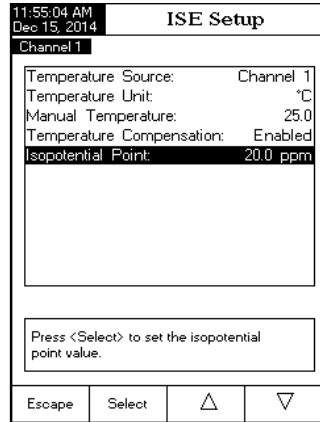 11:55:04 AM
Dec 15, 2014
ISE Setup
Channel 1
Temperature Source: Channel 1
Temperature Unit: °C
Manual Temperature: 25.0
Temperature Compensation: Enabled
Isopotential Point: 20.0 ppm
Press <Select> to set the isopotential
point value.
Escape Select △ ▽